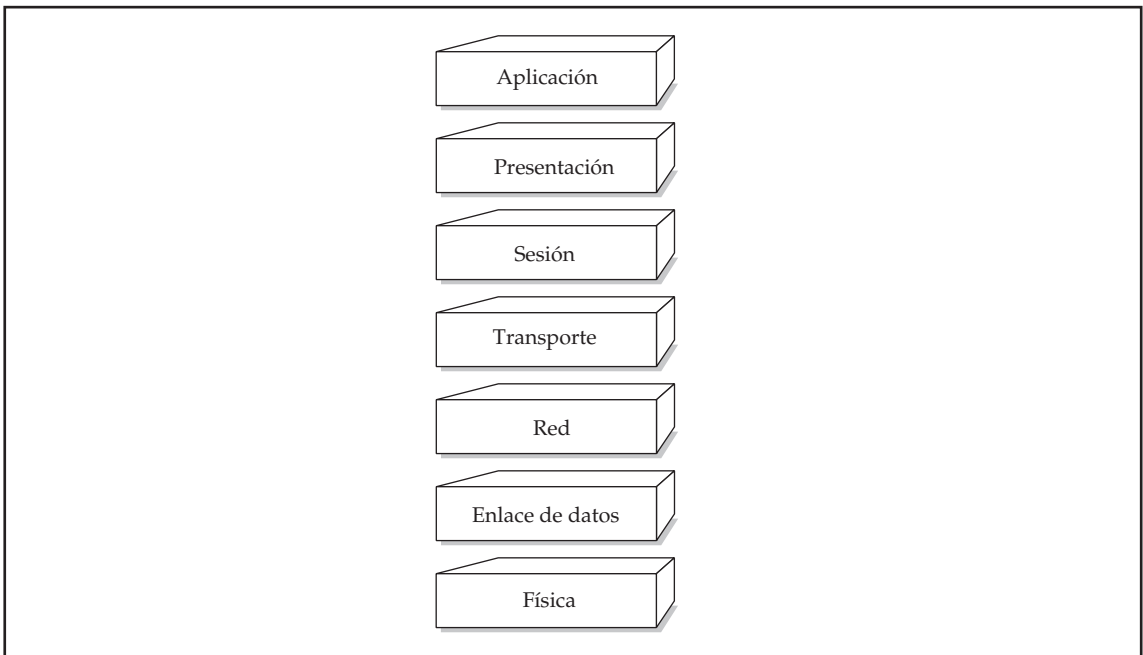 Aplicación
Presentación
Sesión
Transporte
Red
Enlace de datos
Física